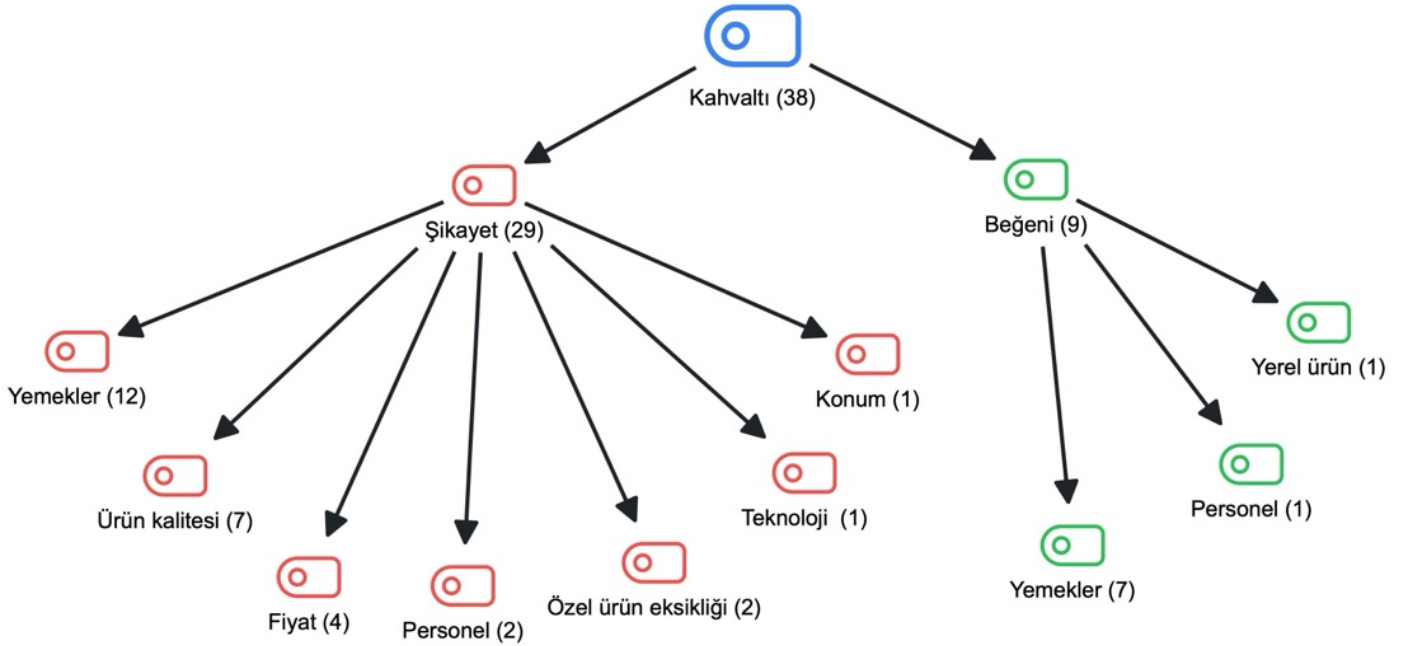 Kahvaltı (38)
Şikayet (29)
Beğeni (9)
Yemekler (12)
Ürün kalitesi (7)
Fiyat (4)
Personel (2)
Özel ürün eksikliği (2)
Teknoloji  (1)
Konum (1)
Yemekler (7)
Personel (1)
Yerel ürün (1)